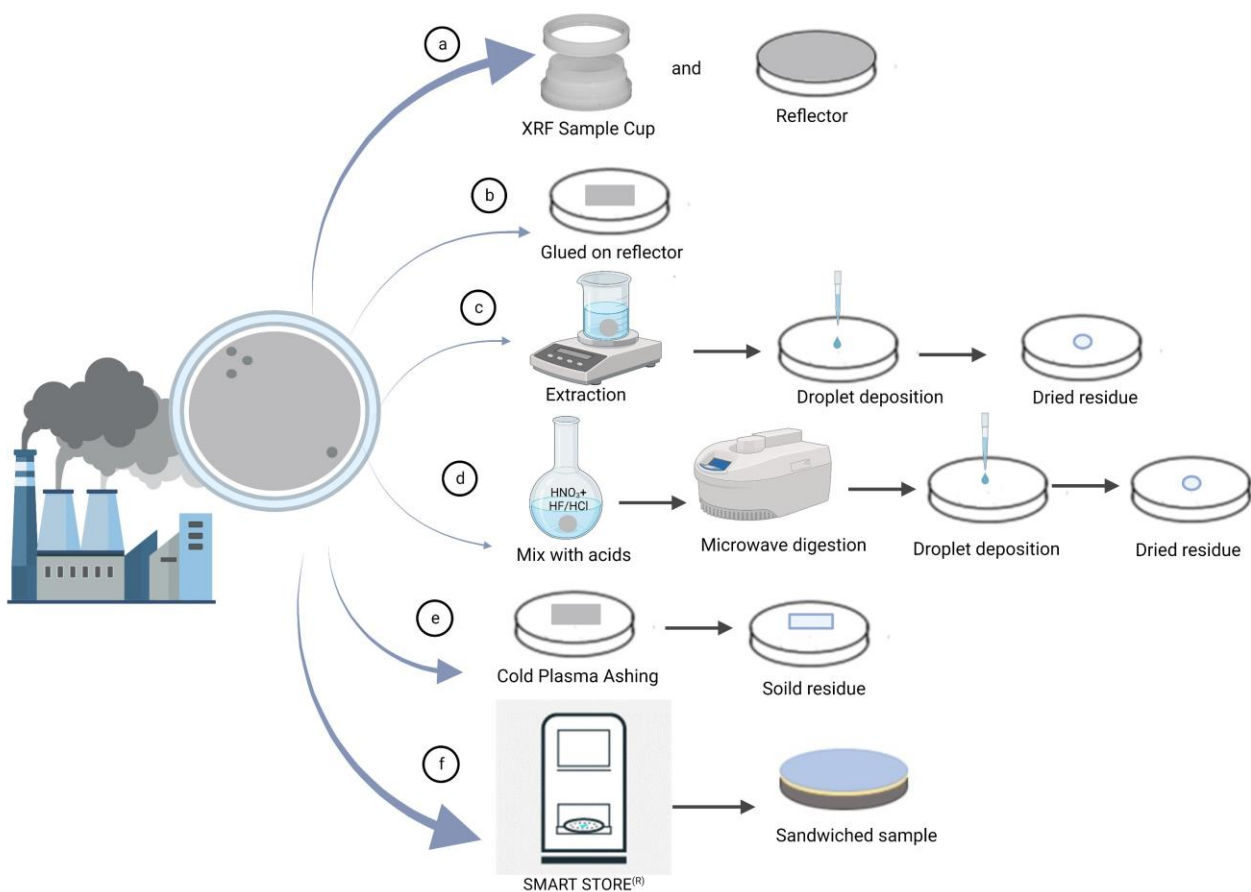 a
XRF Sample Cup
and
Reflector
b
Glued on reflector
c
Extraction
Droplet deposition
Dried residue
d
HNO₃+
HF/HCl
Mix with acids
Microwave digestion
Droplet deposition
Dried residue
e
Cold Plasma Ashing
Soild residue
f
SMART STORE⁽ᴿ⁾
Sandwiched sample